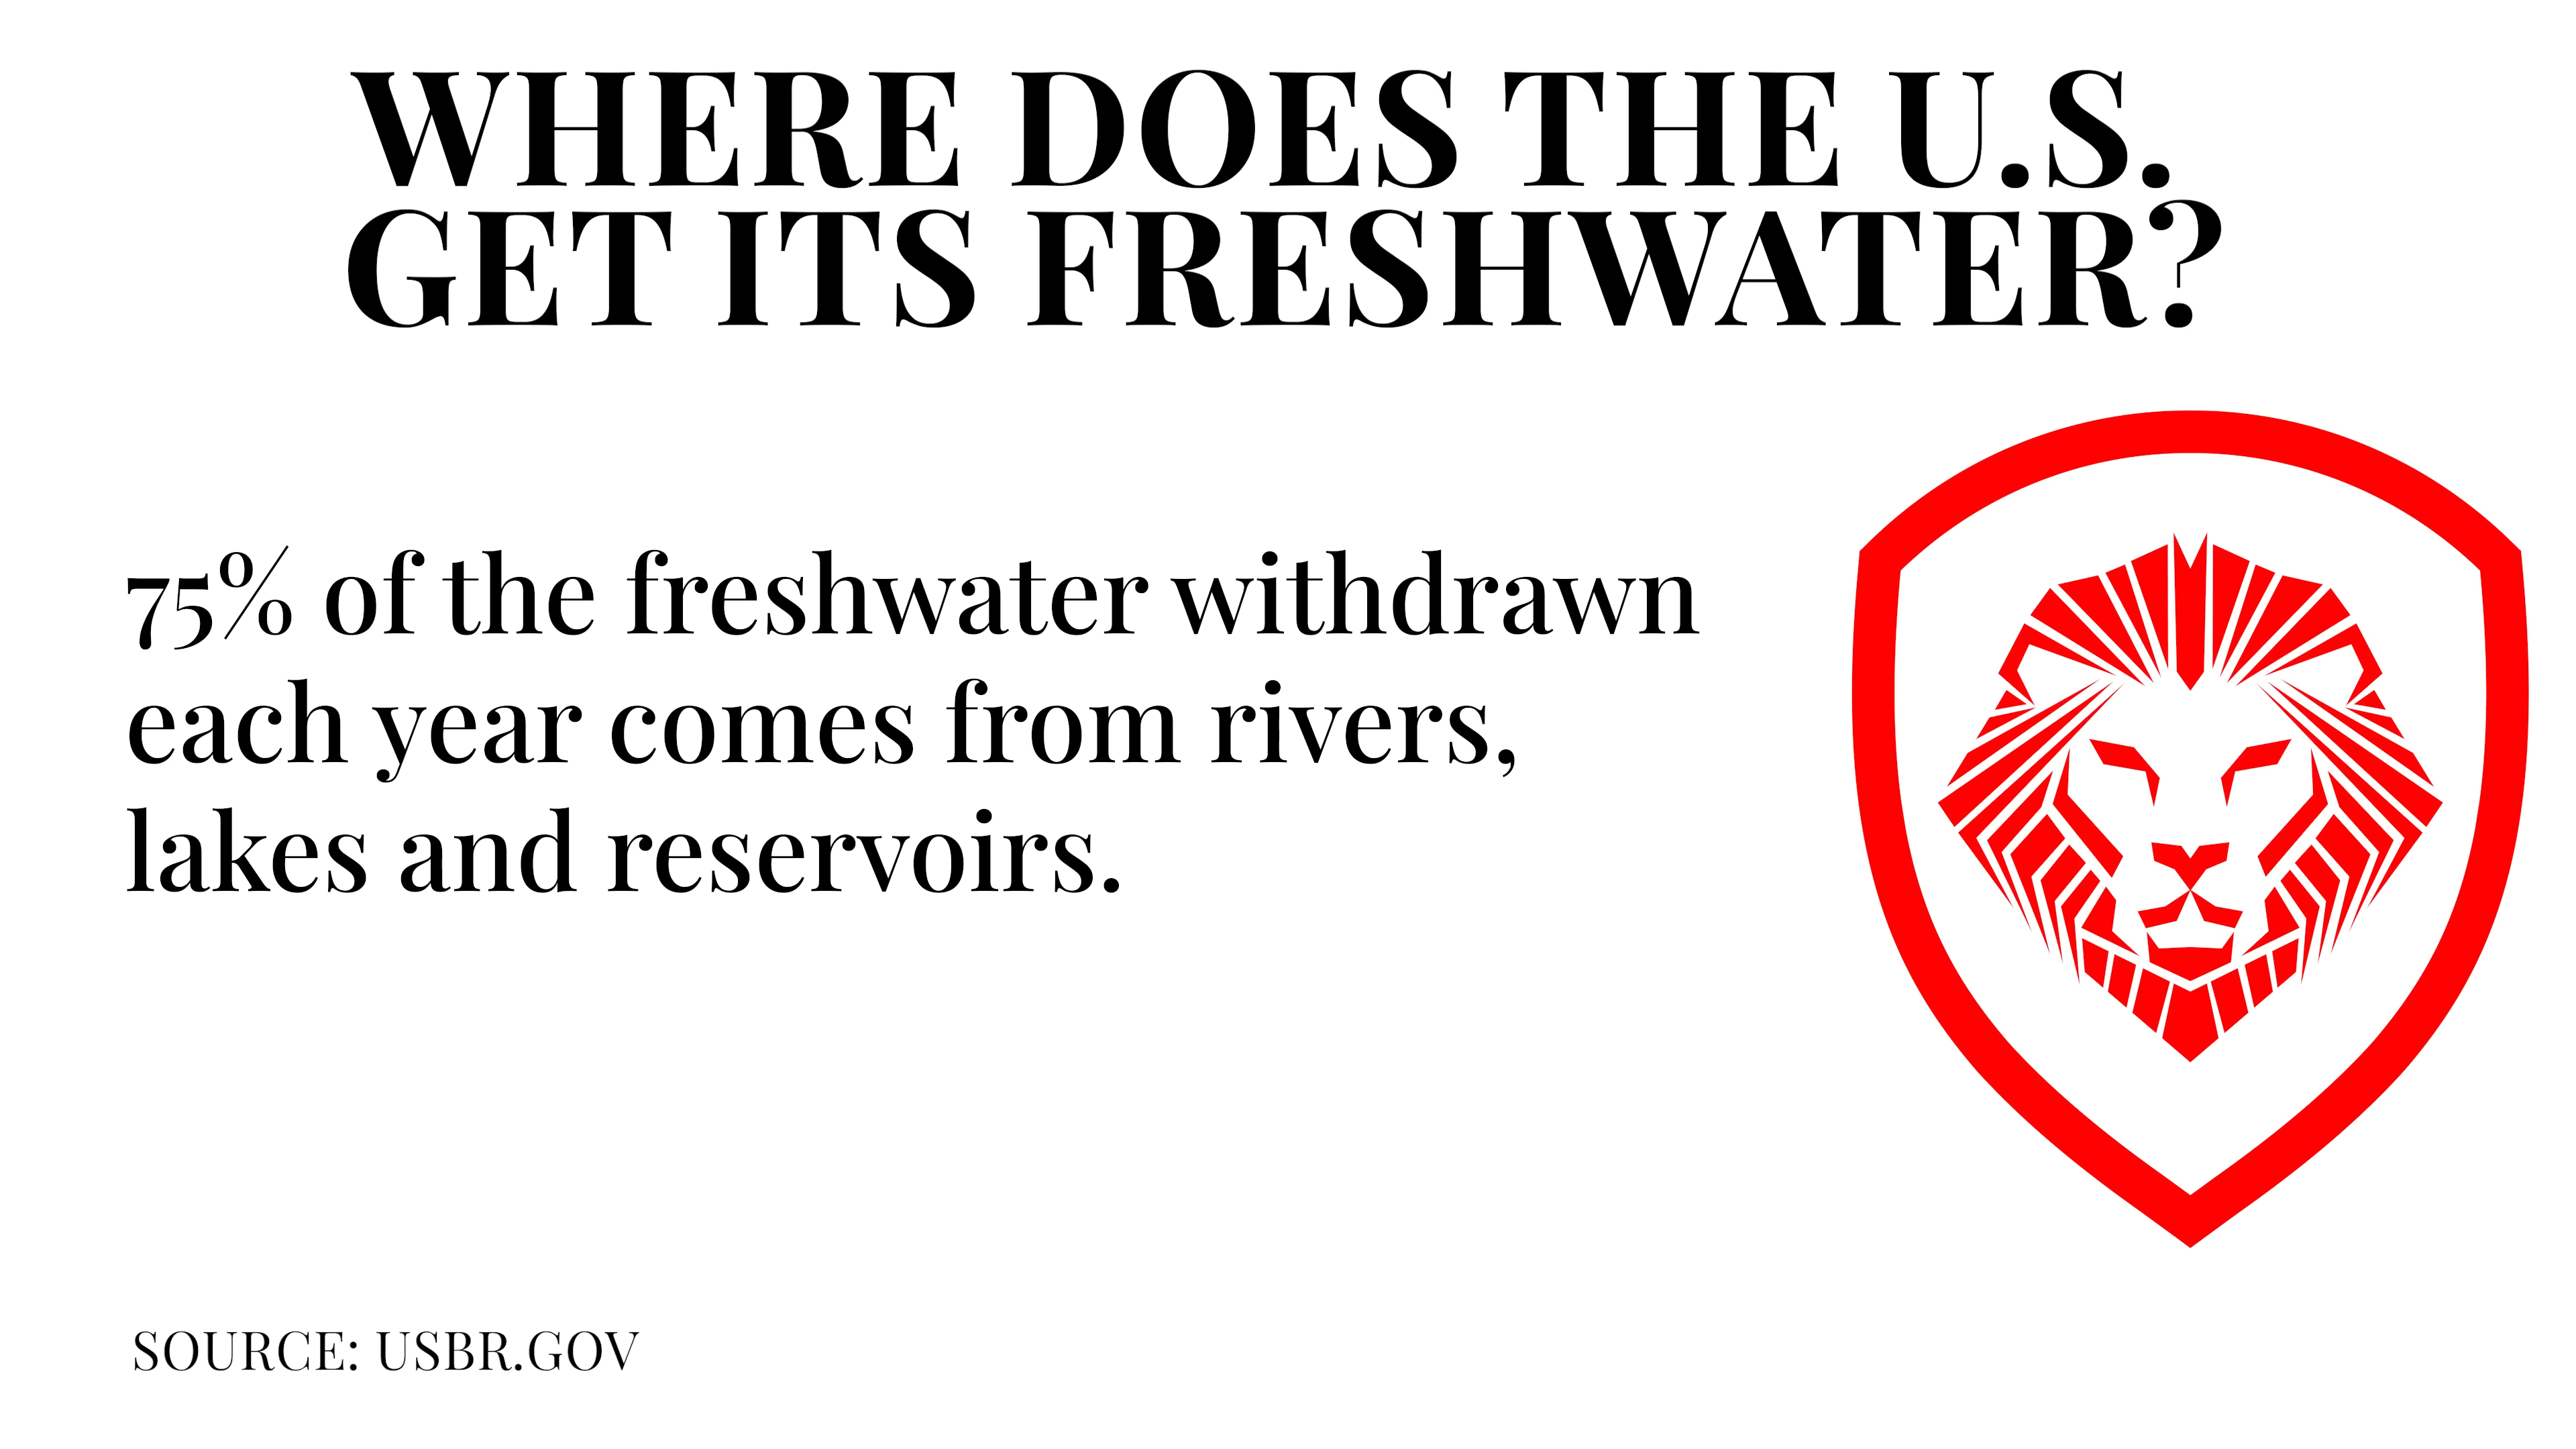 WHERE DOES THE U.S.
GET ITS FRESHWATER?
75% of the freshwater withdrawn
each year comes from rivers,
lakes and reservoirs.
SOURCE: USBR.GOV